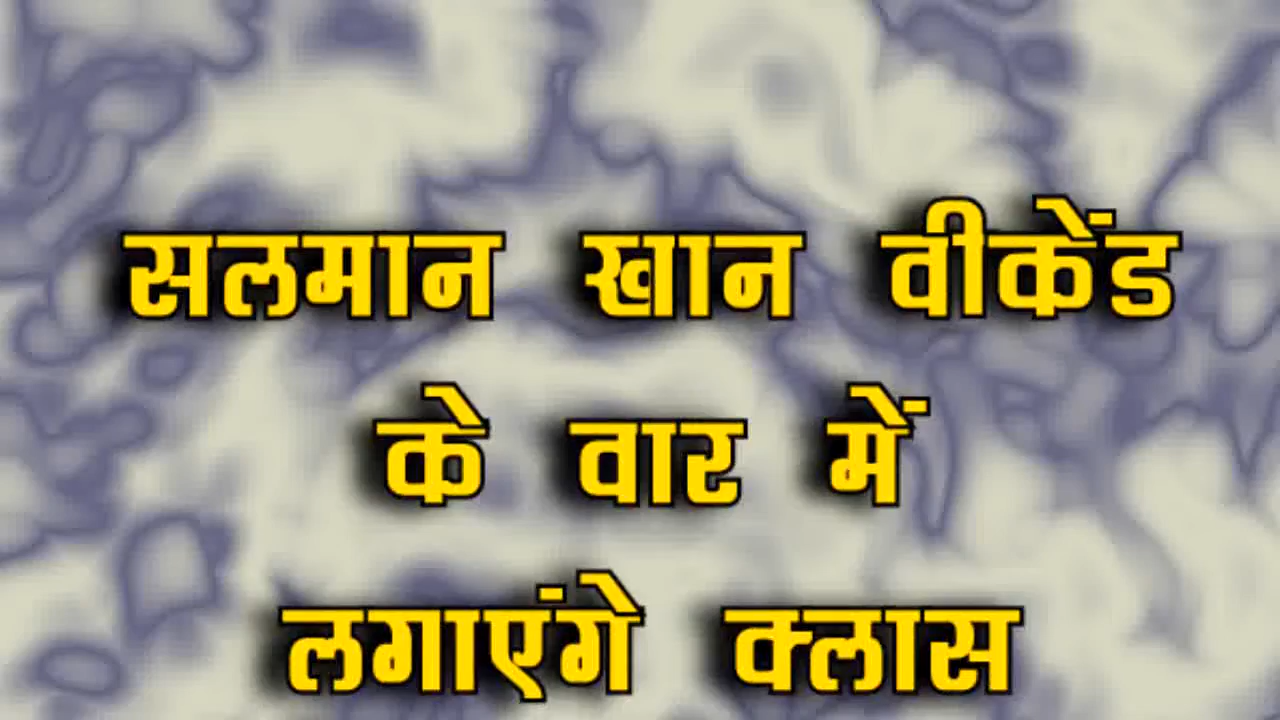 सलमान खान वीकेंड
के वार में
लगाएंगे क्लास